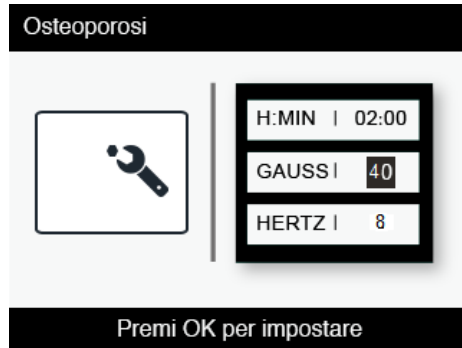 Osteoporosi
H:MIN | 02:00
GAUSS | 40
HERTZ | 8
Premi OK per impostare